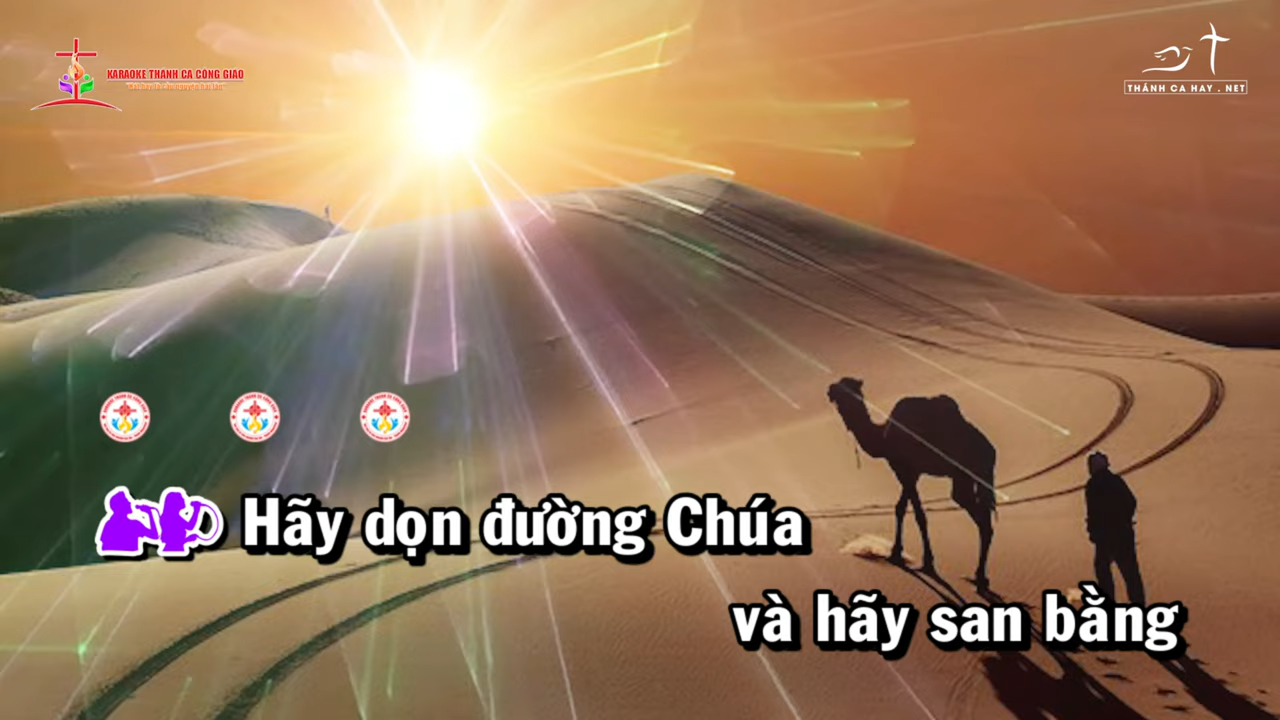 KARAOKE THÁNH CA CÔNG GIÁO
THÁNH CA HAY . NET
Hãy dọn đường Chúa
và hãy san bằng